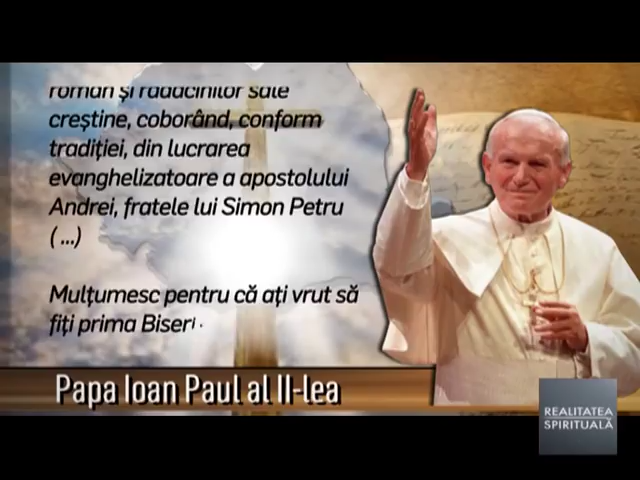 român și rădăcinilor sale
creștine, coborând, conform
tradiției, din lucrarea
evanghelizatoare a apostolului
Andrei, fratele lui Simon Petru
(...)
Mulțumesc pentru că ați vrut să
fiți prima Biseri
Papa Ioan Paul al II-lea
REALITATEA
SPIRITUALĂ